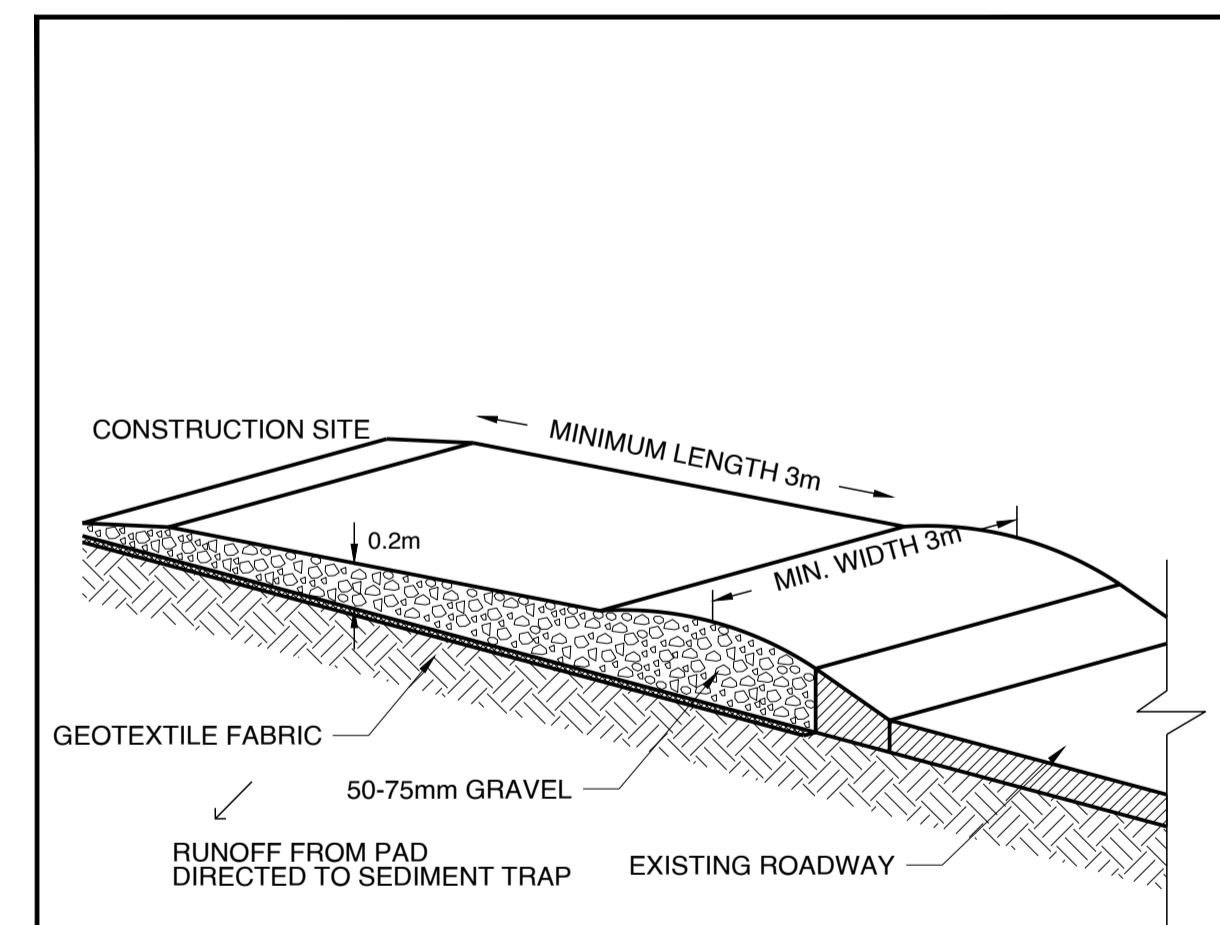 CONSTRUCTION SITE
MINIMUM LENGTH 3m
0.2m
MIN. WIDTH 3m
GEOTEXTILE FABRIC
50-75mm GRAVEL
RUNOFF FROM PAD
DIRECTED TO SEDIMENT TRAP
EXISTING ROADWAY